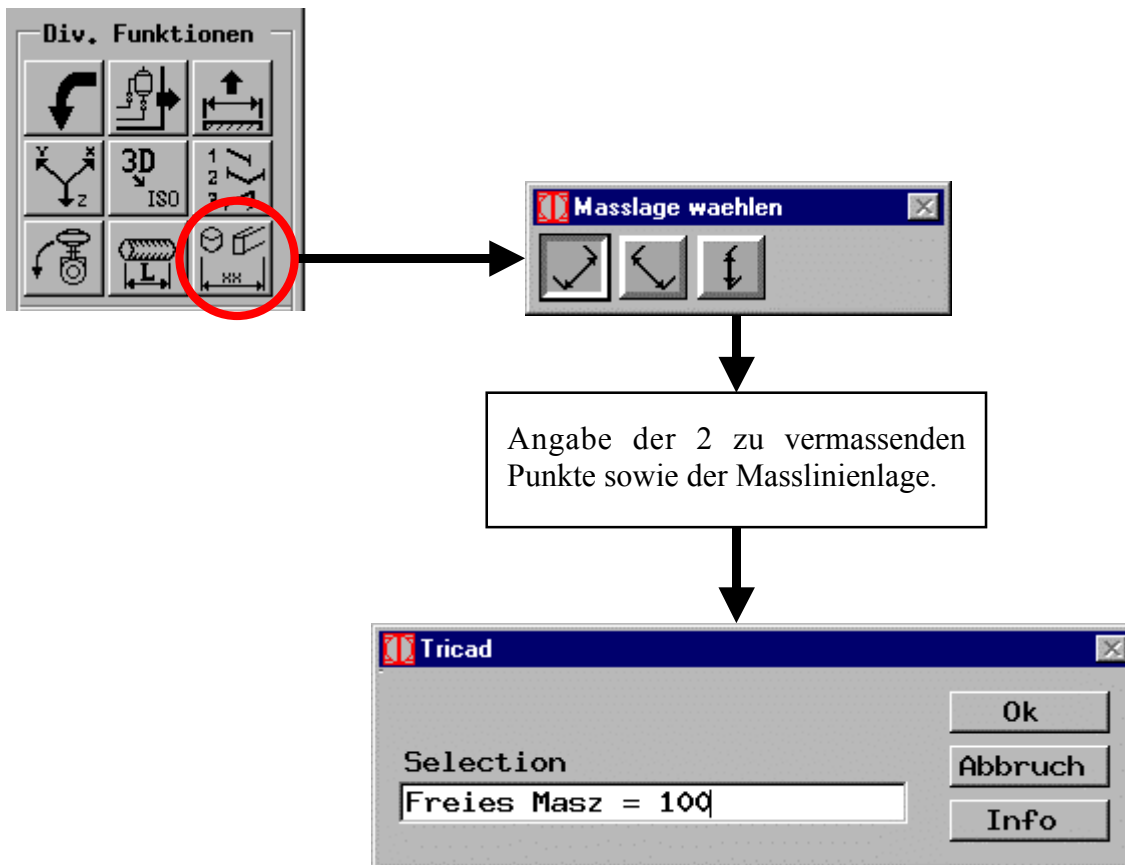 Div. Funktionen
Y X
Z
3D
ISO
1
2
3
L
xx
Masslage waehlen
Angabe der 2 zu vermassenden
Punkte sowie der Masslinienlage.
Tricad
Ok
Selection
Abbruch
Freies Masz = 100
Info